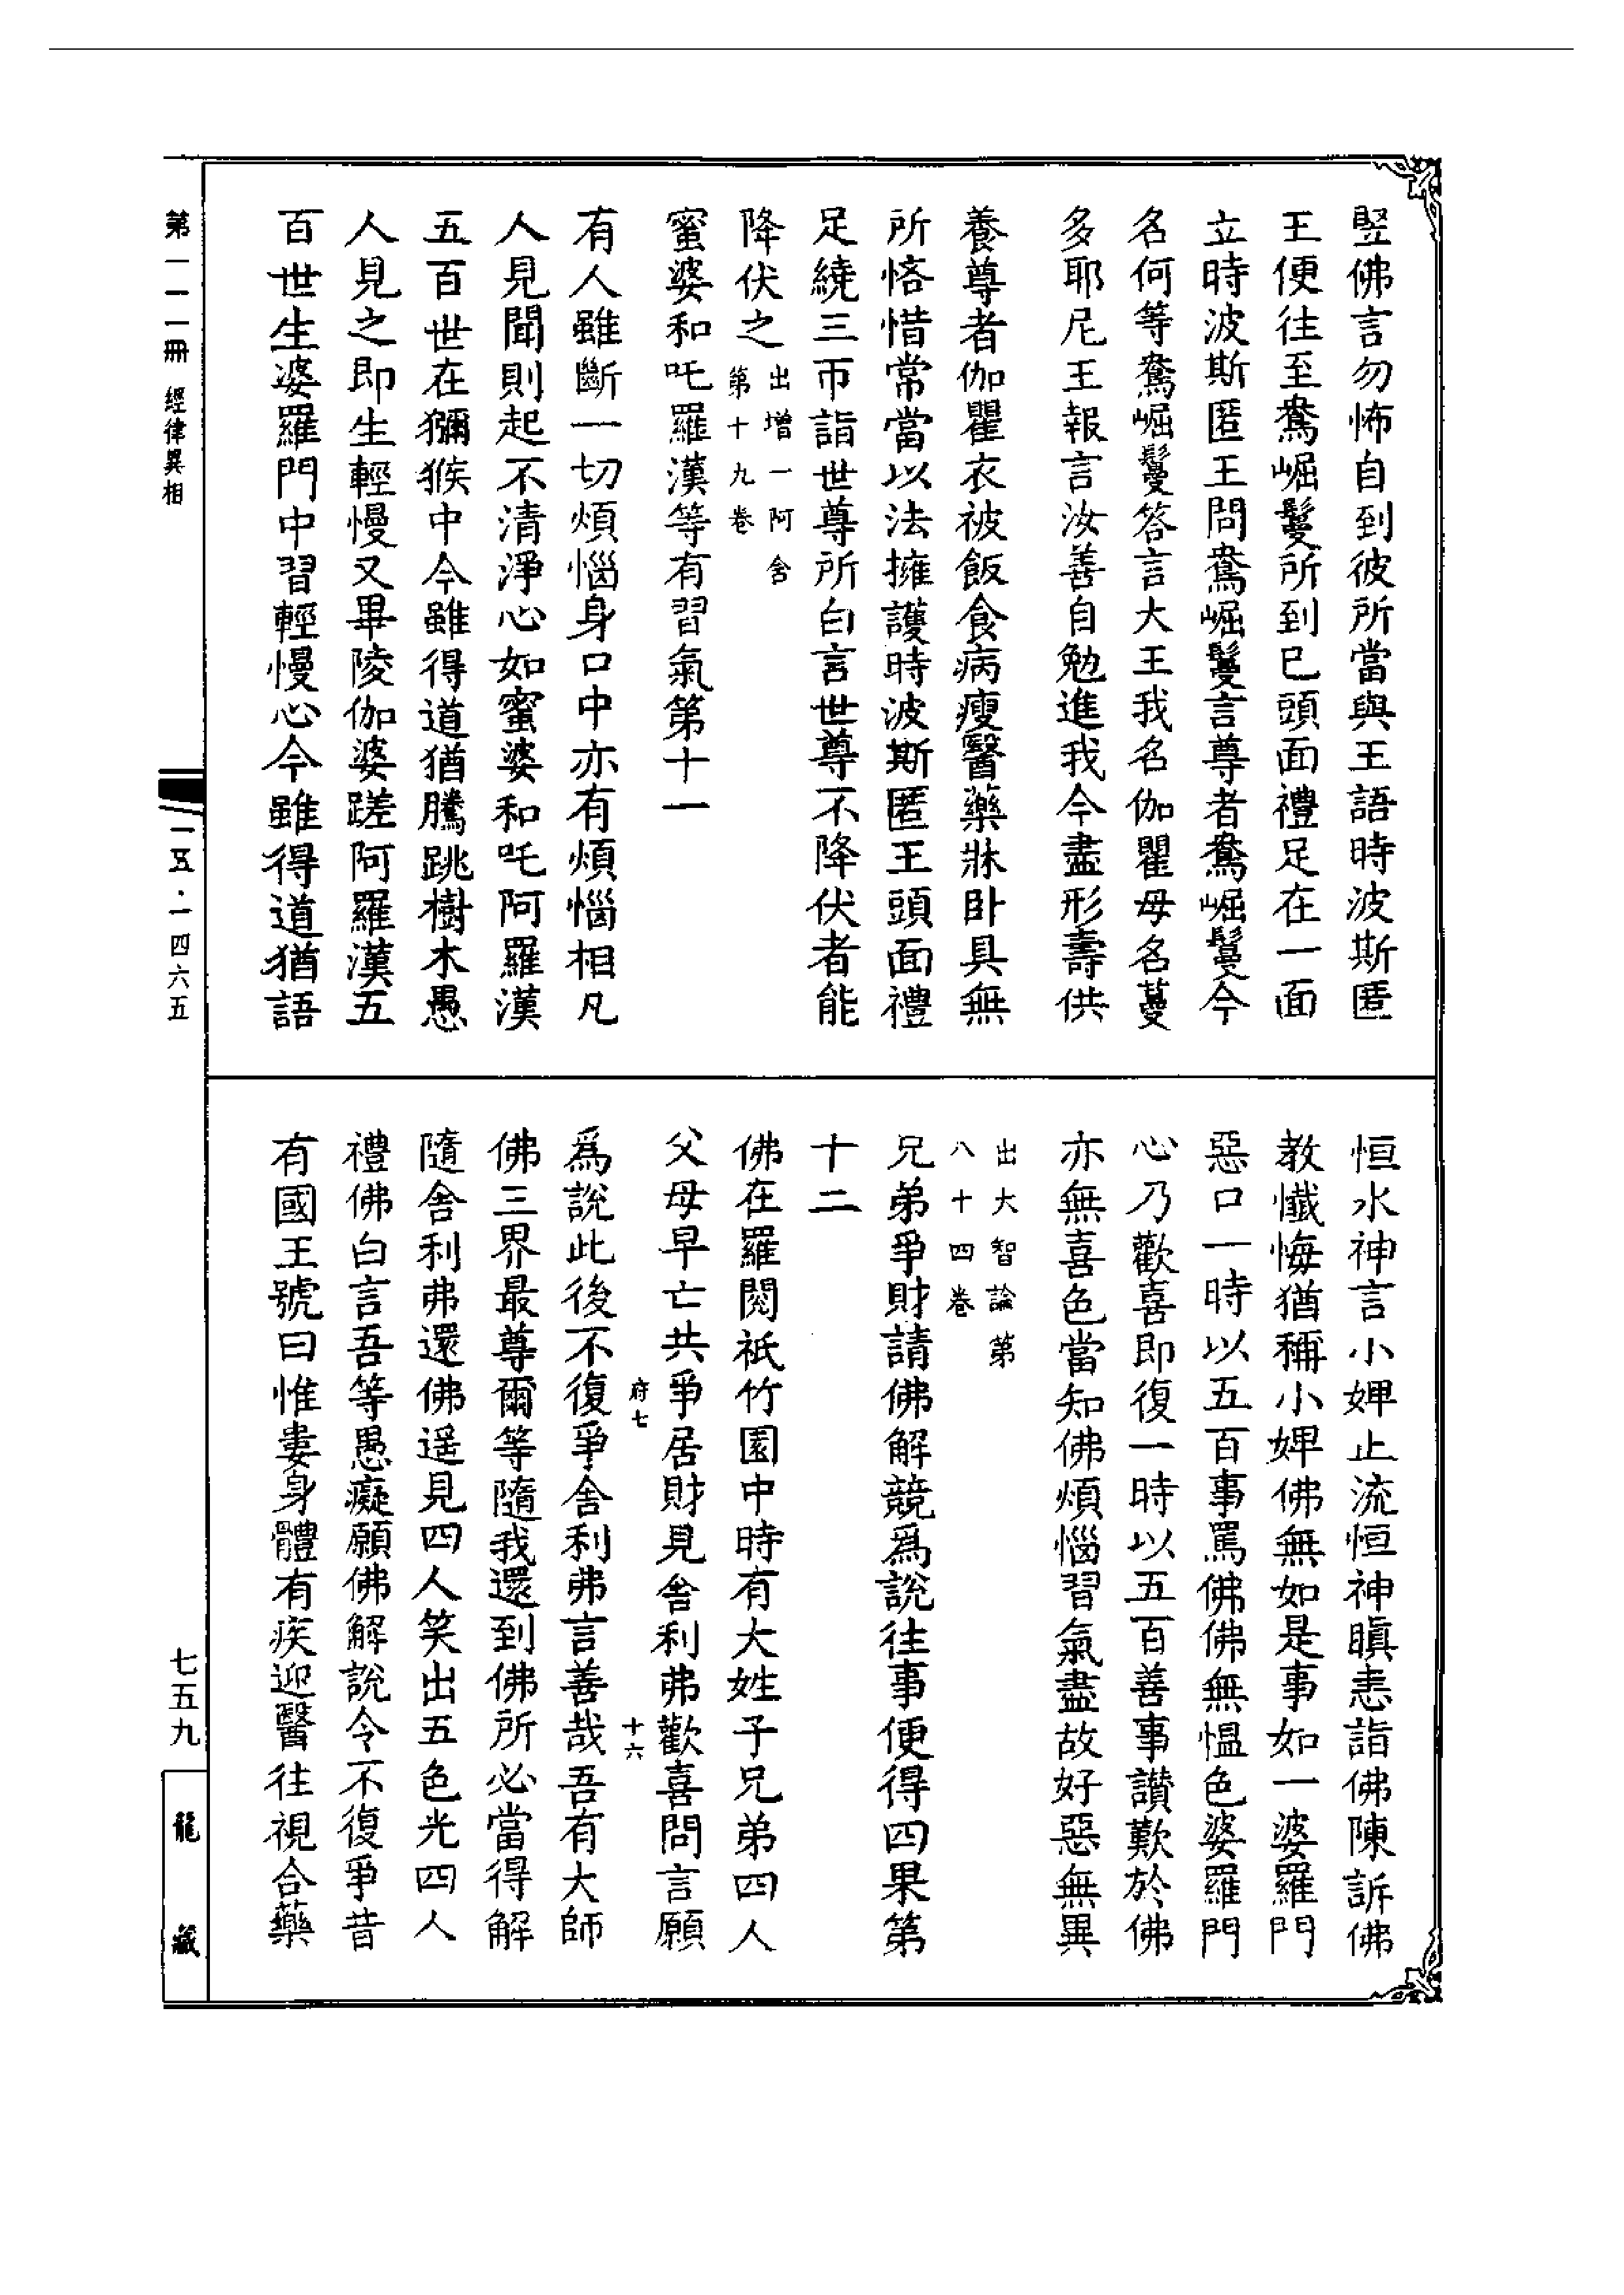 竪佛言勿怖自到彼所當與王語時波斯匿
王便往至鴦崛鬘所到已頭面禮足在一面
立時波斯匿王問鴦崛鬘言尊者鴦崛鬘今
名何等鴦崛鬘答言大王我名伽瞿母名蔓
多耶尼王報言汝善自勉進我今盡形壽供
養尊者伽瞿衣被飯食病瘦醫藥牀卧具無
所悋惜常當以法擁護時波斯匿王頭面禮
足繞三帀詣世尊所白言世尊不降伏者能
降伏之出增一阿含
第十九卷
蜜婆和吒羅漢等有習氣第十一
有人雖斷一切煩惱身口中亦有煩惱相凡
人見聞則起不清淨心如蜜婆和吒阿羅漢
五百世在獼猴中今雖得道猶騰跳樹木愚
人見之即生輕慢又畢陵伽婆蹉阿羅漢五
百世生婆羅門中習輕慢心今雖得道猶語
恒水神言小婢止流恒神瞋恚詣佛陳訴佛
教懺悔猶稱小婢佛無如是事如一婆羅門
惡口一時以五百事罵佛佛無愠色婆羅門
心乃歡喜即復一時以五百善事讚歎於佛
亦無喜色當知佛煩惱習氣盡故好惡無異
出大智論第
八十四卷
兄弟爭財請佛解競爲說往事便得四果第
十二
佛在羅閱祇竹園中時有大姓子兄弟四人
父母早亡共爭居財見舍利弗歡喜問言願
府七
十六
爲說此後不復爭舍利弗言善哉吾有大師
佛三界最尊爾等隨我還到佛所必當得解
隨舍利弗還佛遥見四人笑出五色光四人
禮佛白言吾等愚癡願佛解說令不復爭昔
有國王號曰惟婁身體有疾迎醫往視合藥
第一一一冊 經律異相
一五·一四六五
七五九
龍藏